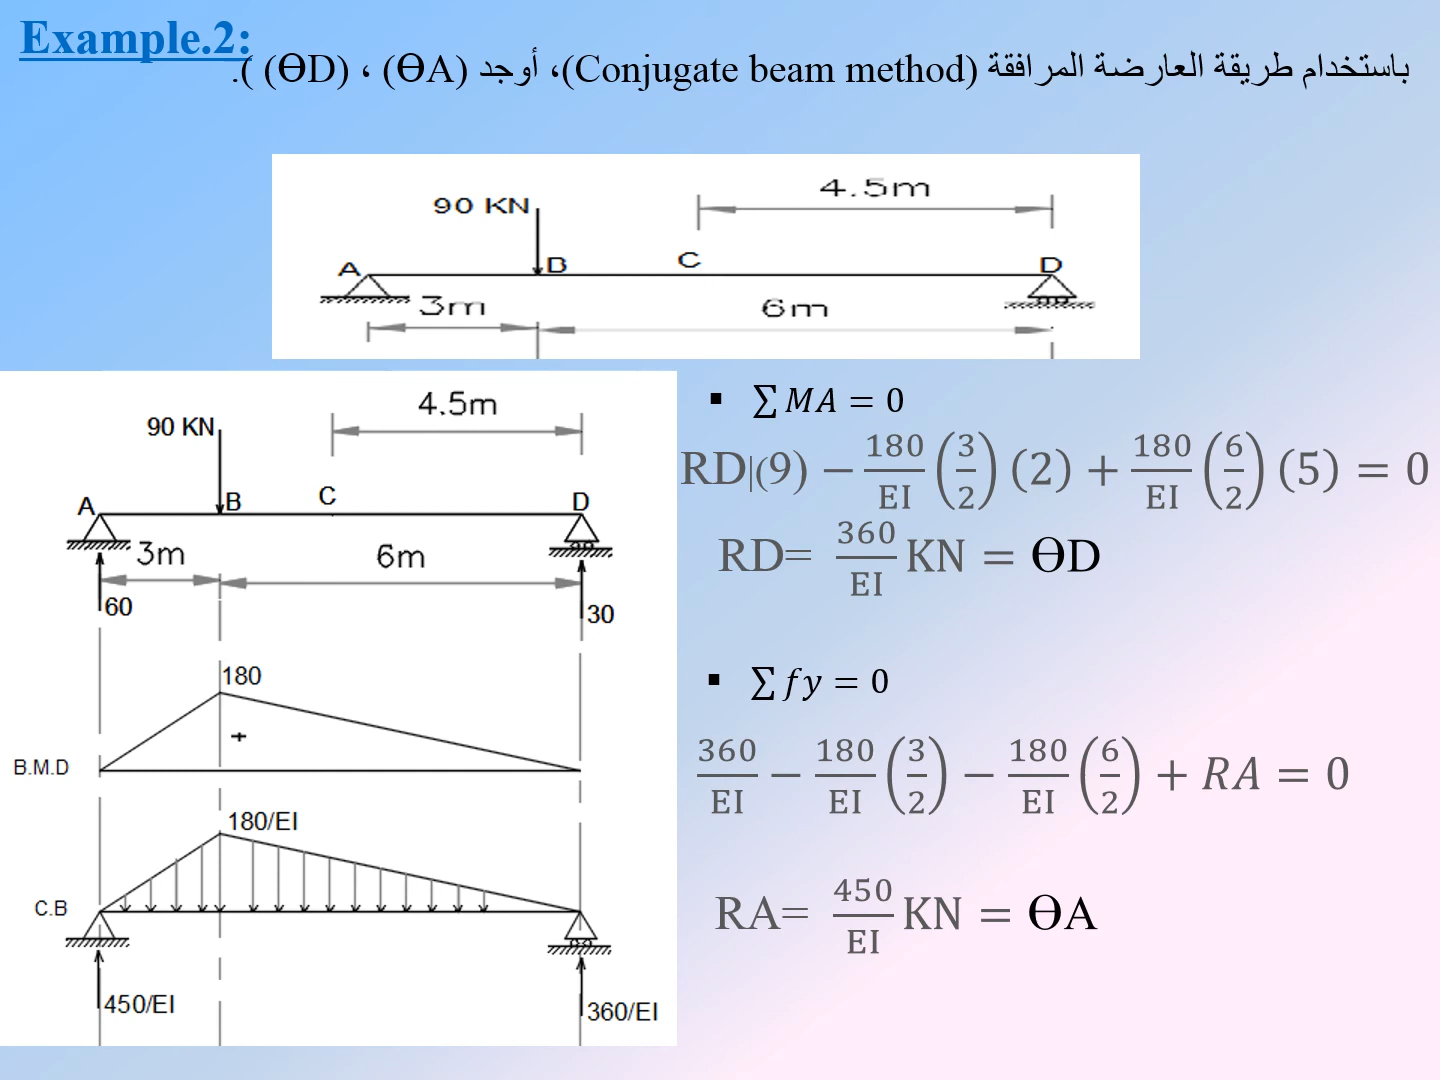 Example.2:
باستخدام طريقة العارضة المرافقة (Conjugate beam method)، أوجد (ӨA) ، (ӨD) ).
4.5m
90 KN
A
B
C
D
3m
6m
4.5m
90 KN
A
B
C
D
3m
6m
60
30
180
+
B.M.D
180/EI
C.B
450/EI
360/EI
▪ ∑ MA = 0
RD|(9) − 180/EI (3/2) (2) + 180/EI (6/2) (5) = 0
RD= 360/EI KN = ӨD
▪ ∑ fy = 0
360/EI − 180/EI (3/2) − 180/EI (6/2) + RA = 0
RA= 450/EI KN = ӨA